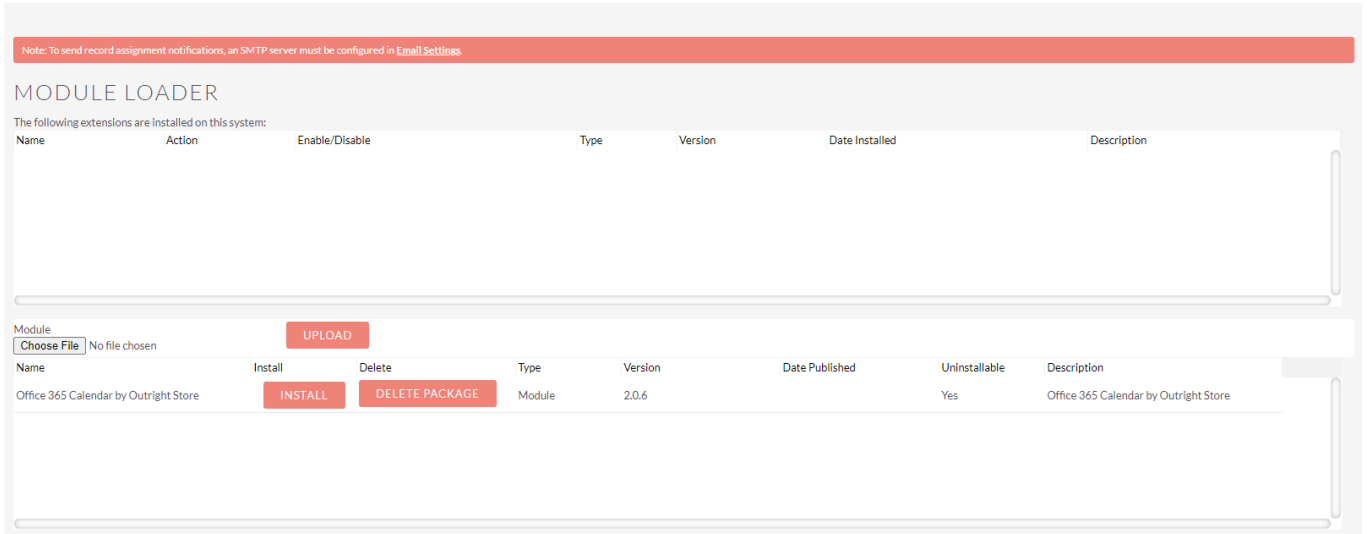 Note: To send record assignment notifications, an SMTP server must be configured in Email Settings.
MODULE LOADER
The following extensions are installed on this system:
Name Action Enable/Disable Type Version Date Installed Description
Module
Choose File No file chosen UPLOAD
Name Install Delete Type Version Date Published Uninstallable Description
Office 365 Calendar by Outright Store INSTALL DELETE PACKAGE Module 2.0.6 Yes Office 365 Calendar by Outright Store